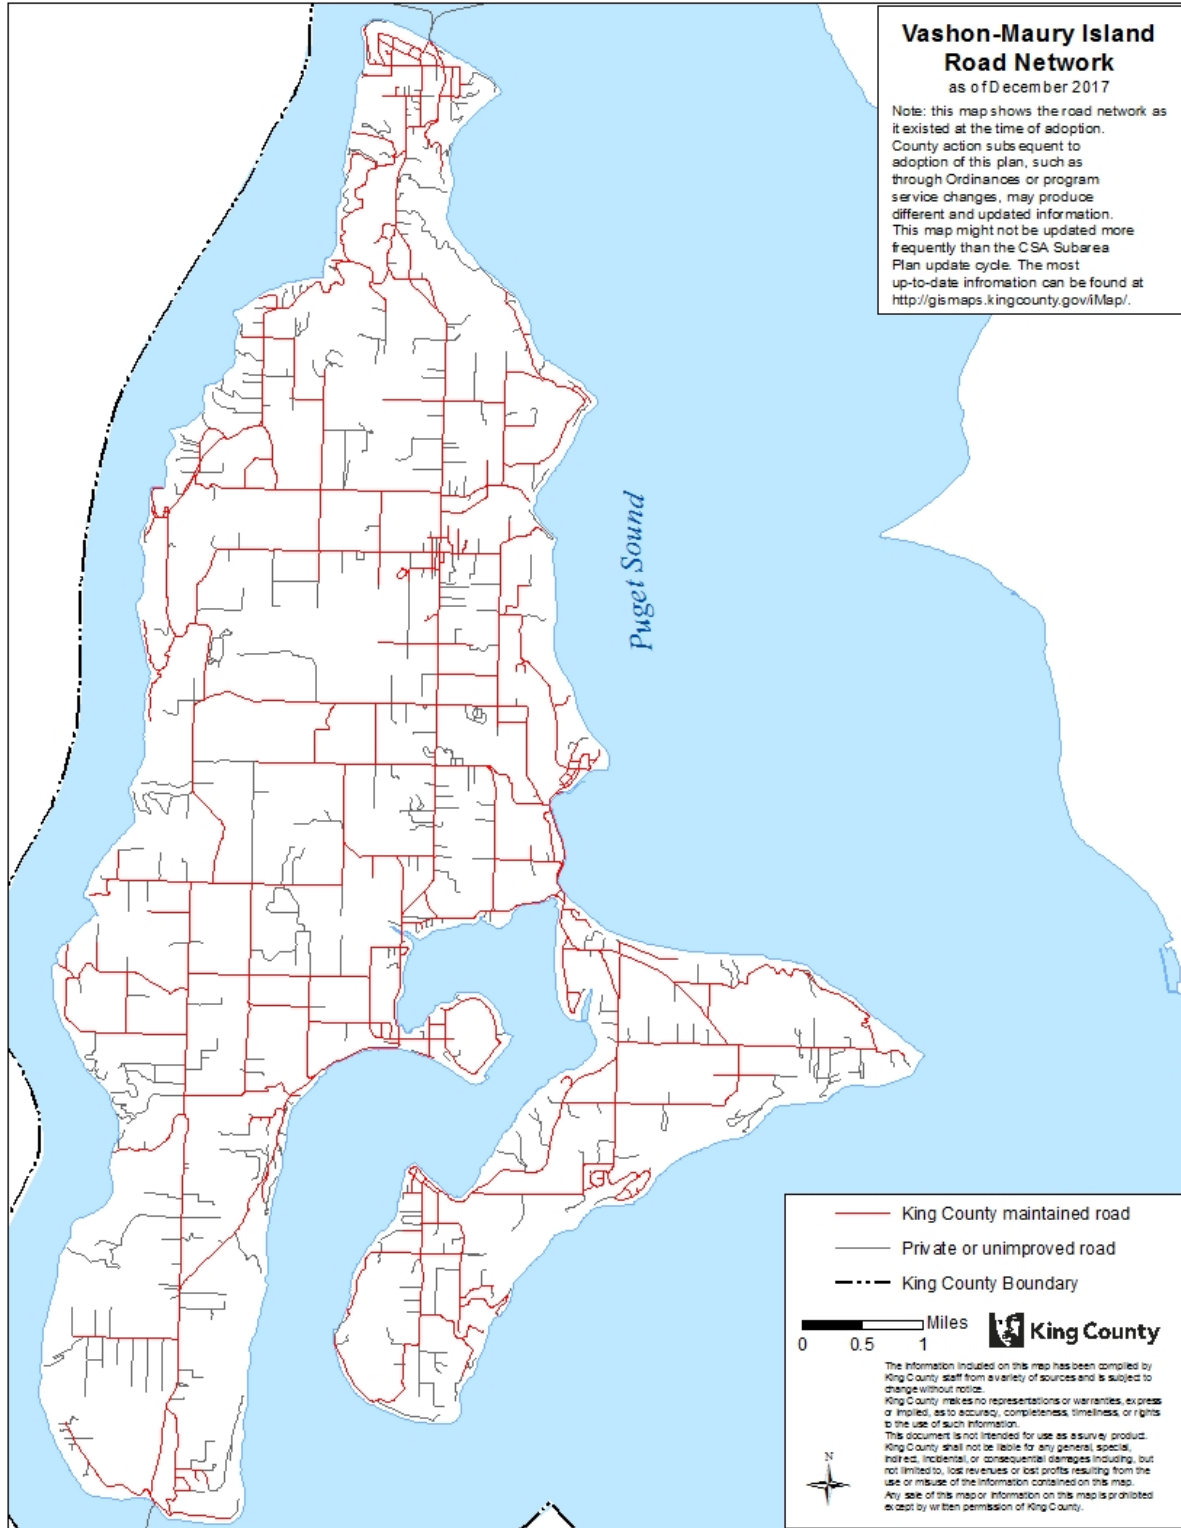 Vashon-Maury Island
Road Network
as of December 2017
Note: this map shows the road network as
it existed at the time of adoption.
County action subsequent to
adoption of this plan, such as
through Ordinances or program
service changes, may produce
different and updated information.
This map might not be updated more
frequently than the CSA Subarea
Plan update cycle. The most
up-to-date infromation can be found at
http://gismaps.kingcounty.gov/iMap/.
Puget Sound
King County maintained road
Private or unimproved road
King County Boundary
Miles
0 0.5 1
King County
The information included on this map has been compiled by
King County staff from a variety of sources and is subject to
change without notice.
King County makes no representations or warranties, express
or implied, as to accuracy, completeness, timeliness, or rights
to the use of such information.
This document is not intended for use as a survey product.
King County shall not be liable for any general, special,
indirect, incidental, or consequential damages including, but
not limited to, lost revenues or lost profits resulting from the
use or misuse of the information contained on this map.
Any sale of this map or information on this map is prohibited
except by written permission of King County.
N